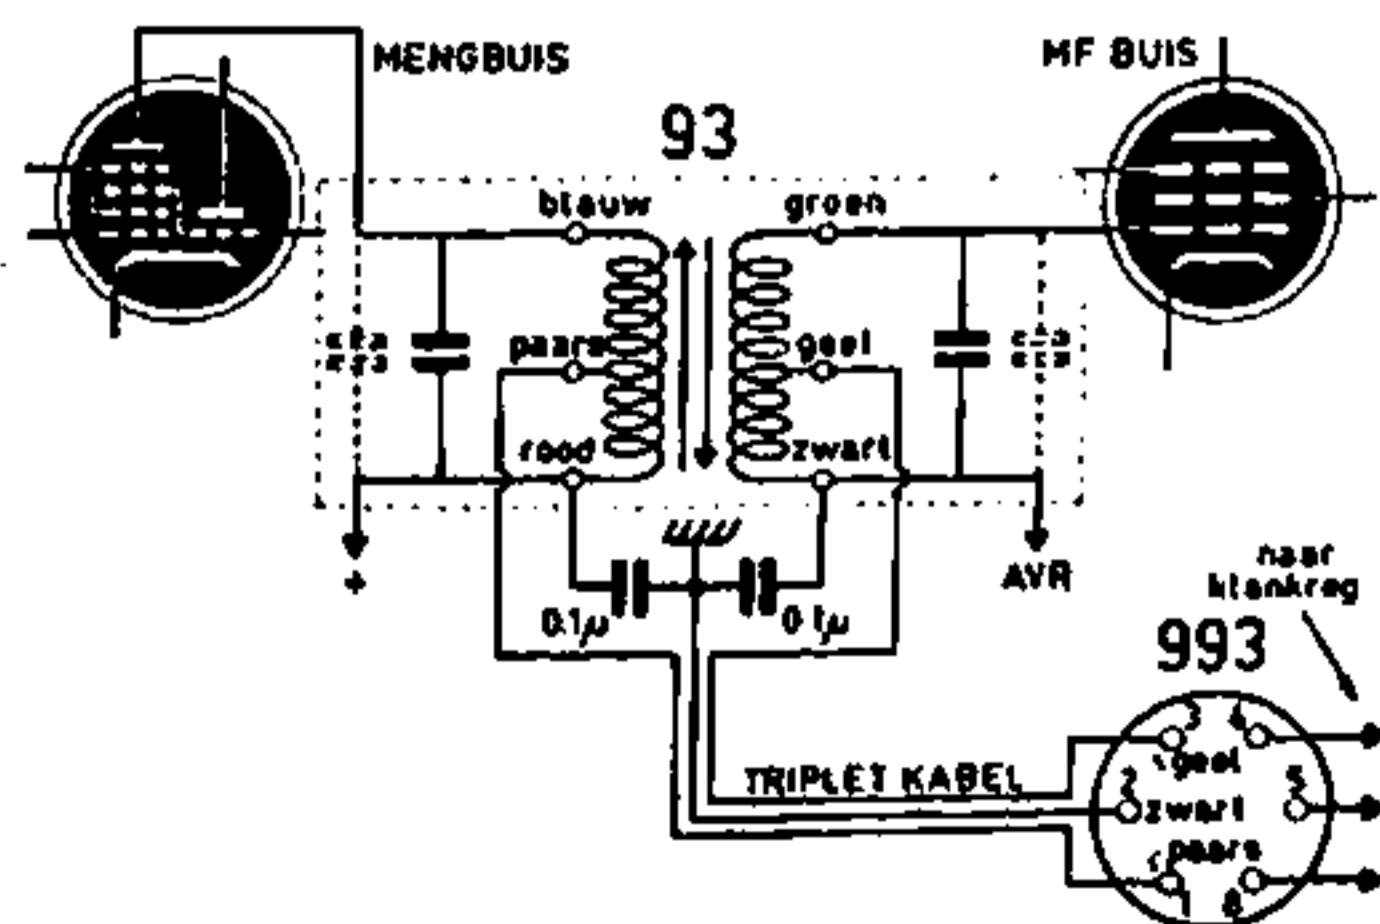 MENGBUIS
MF BUIS
93
blauw
groen
paars
geel
rood
zwart
+
AVR
0.1µ
0.1µ
naar
klankreg
993
3
4
geel
TRIPLET KABEL
2
5
zwart
paars
1
6